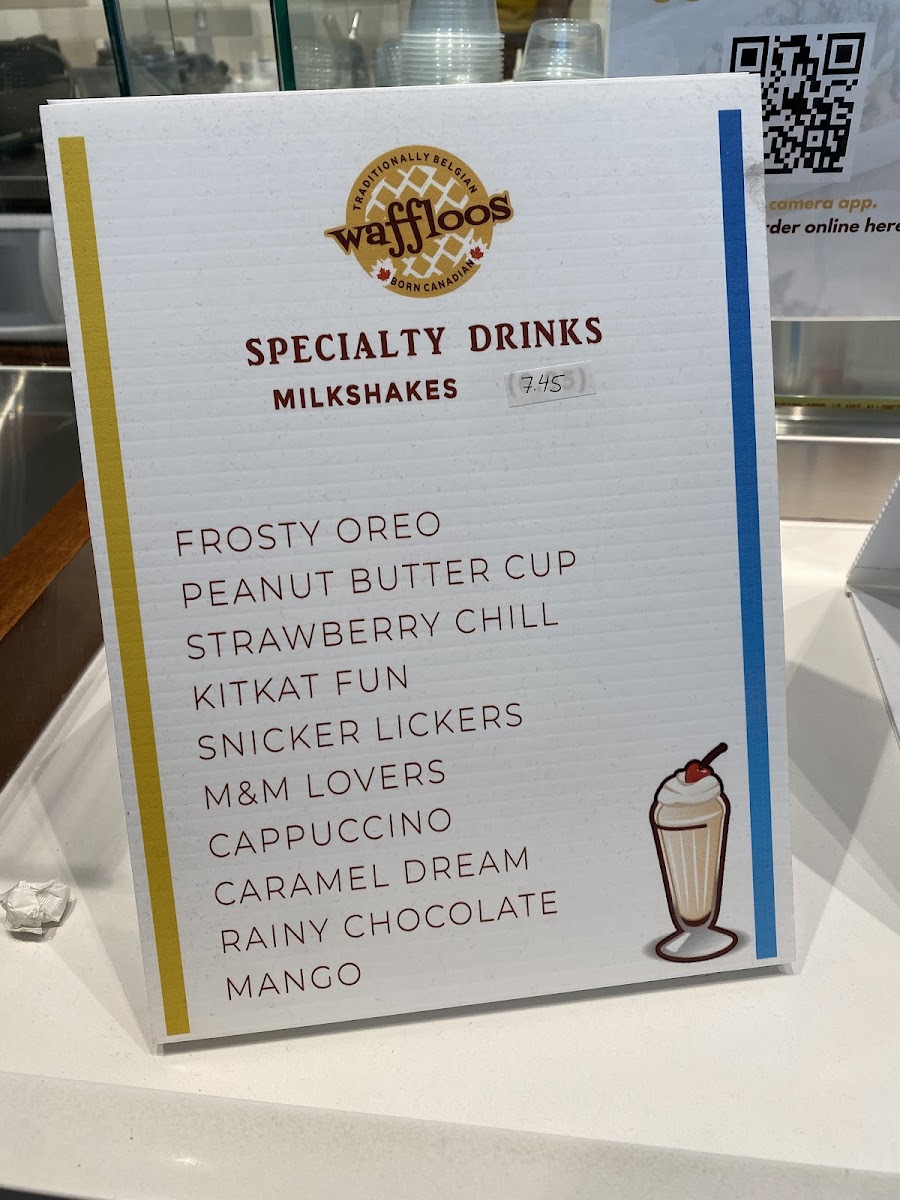 TRADITIONALLY BELGIAN
waffloos
BORN CANADIAN
SPECIALTY DRINKS
MILKSHAKES 7.45
FROSTY OREO
PEANUT BUTTER CUP
STRAWBERRY CHILL
KITKAT FUN
SNICKER LICKERS
M&M LOVERS
CAPPUCCINO
CARAMEL DREAM
RAINY CHOCOLATE
MANGO
camera app.
online here